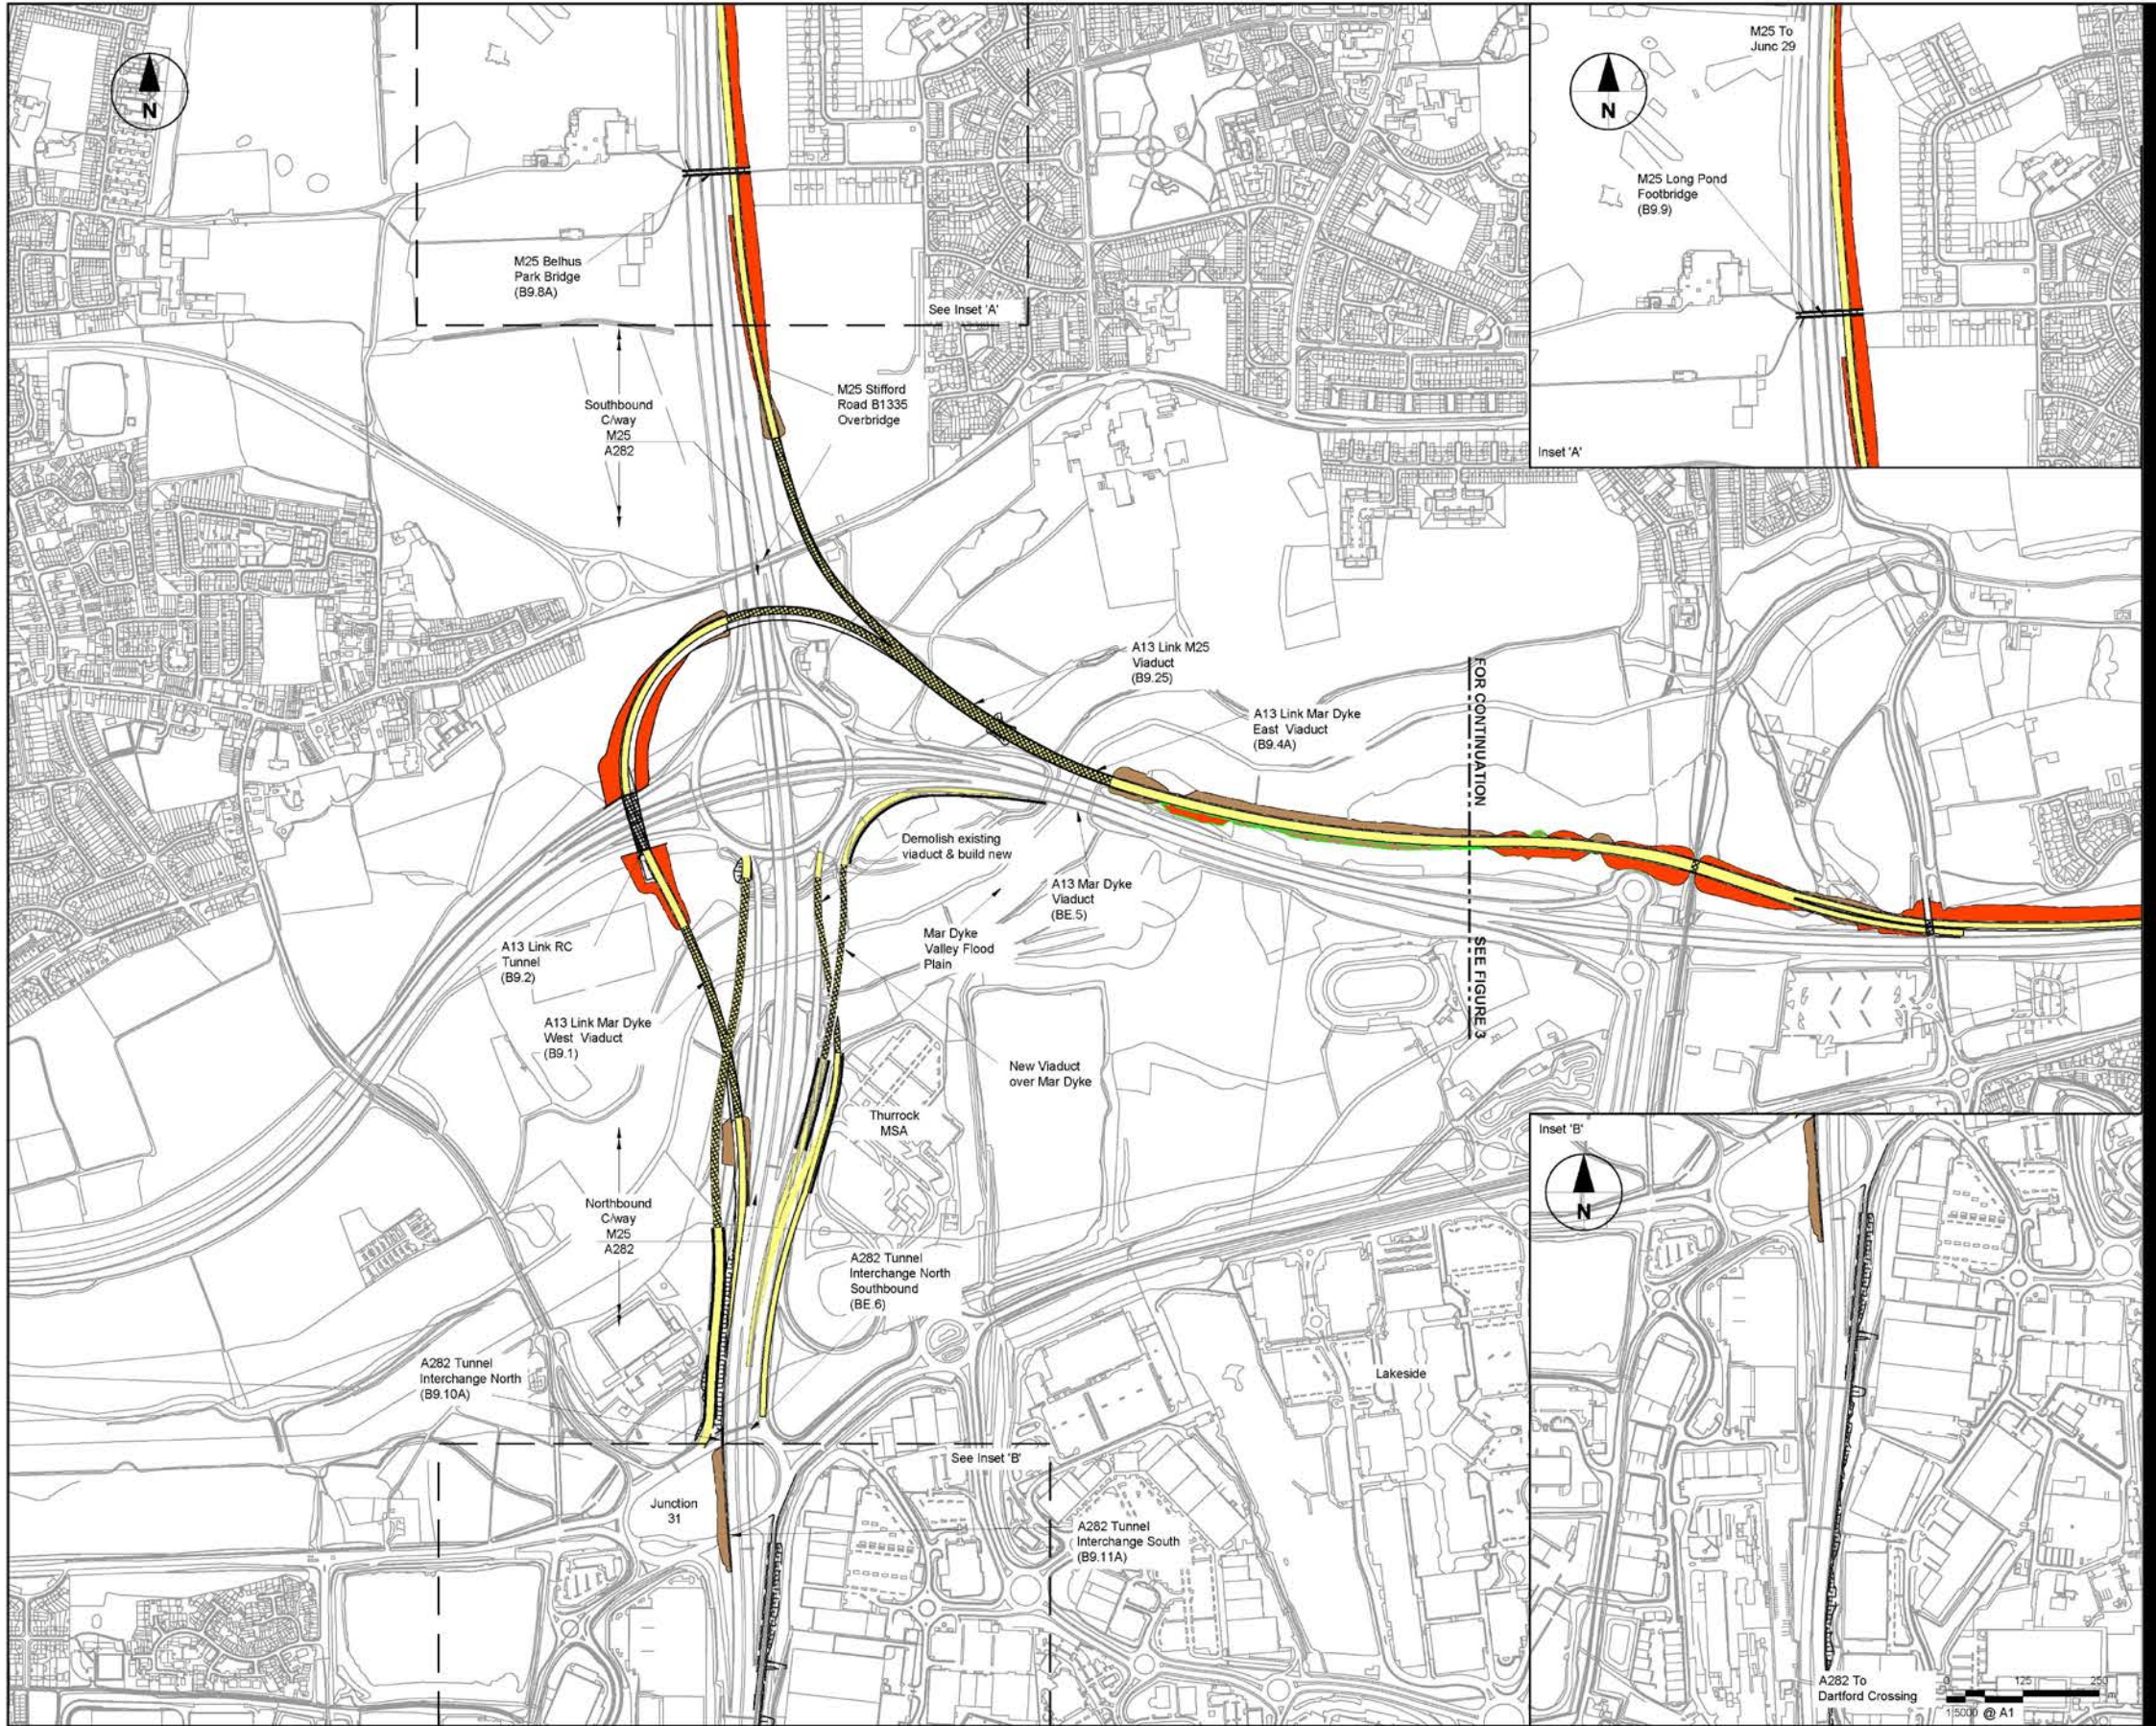 N
M25 Belhus
Park Bridge
(B9.8A)
See Inset 'A'
M25 To
Junc 29
N
M25 Long Pond
Footbridge
(B9.9)
Inset 'A'
Southbound
C/way
M25
A282
M25 Stifford
Road B1335
Overbridge
A13 Link M25
Viaduct
(B9.25)
A13 Link Mar Dyke
East Viaduct
(B9.4A)
FOR CONTINUATION
SEE FIGURE 3
Demolish existing
viaduct & build new
A13 Mar Dyke
Viaduct
(BE.5)
Mar Dyke
Valley Flood
Plain
A13 Link RC
Tunnel
(B9.2)
A13 Link Mar Dyke
West Viaduct
(B9.1)
New Viaduct
over Mar Dyke
Thurrock
MSA
Northbound
C/way
M25
A282
A282 Tunnel
Interchange North
Southbound
(BE.6)
A282 Tunnel
Interchange North
(B9.10A)
Lakeside
See Inset 'B'
Junction
31
A282 Tunnel
Interchange South
(B9.11A)
Inset 'B'
N
A282 To
Dartford Crossing
0 125 250
m
1:5000 @ A1